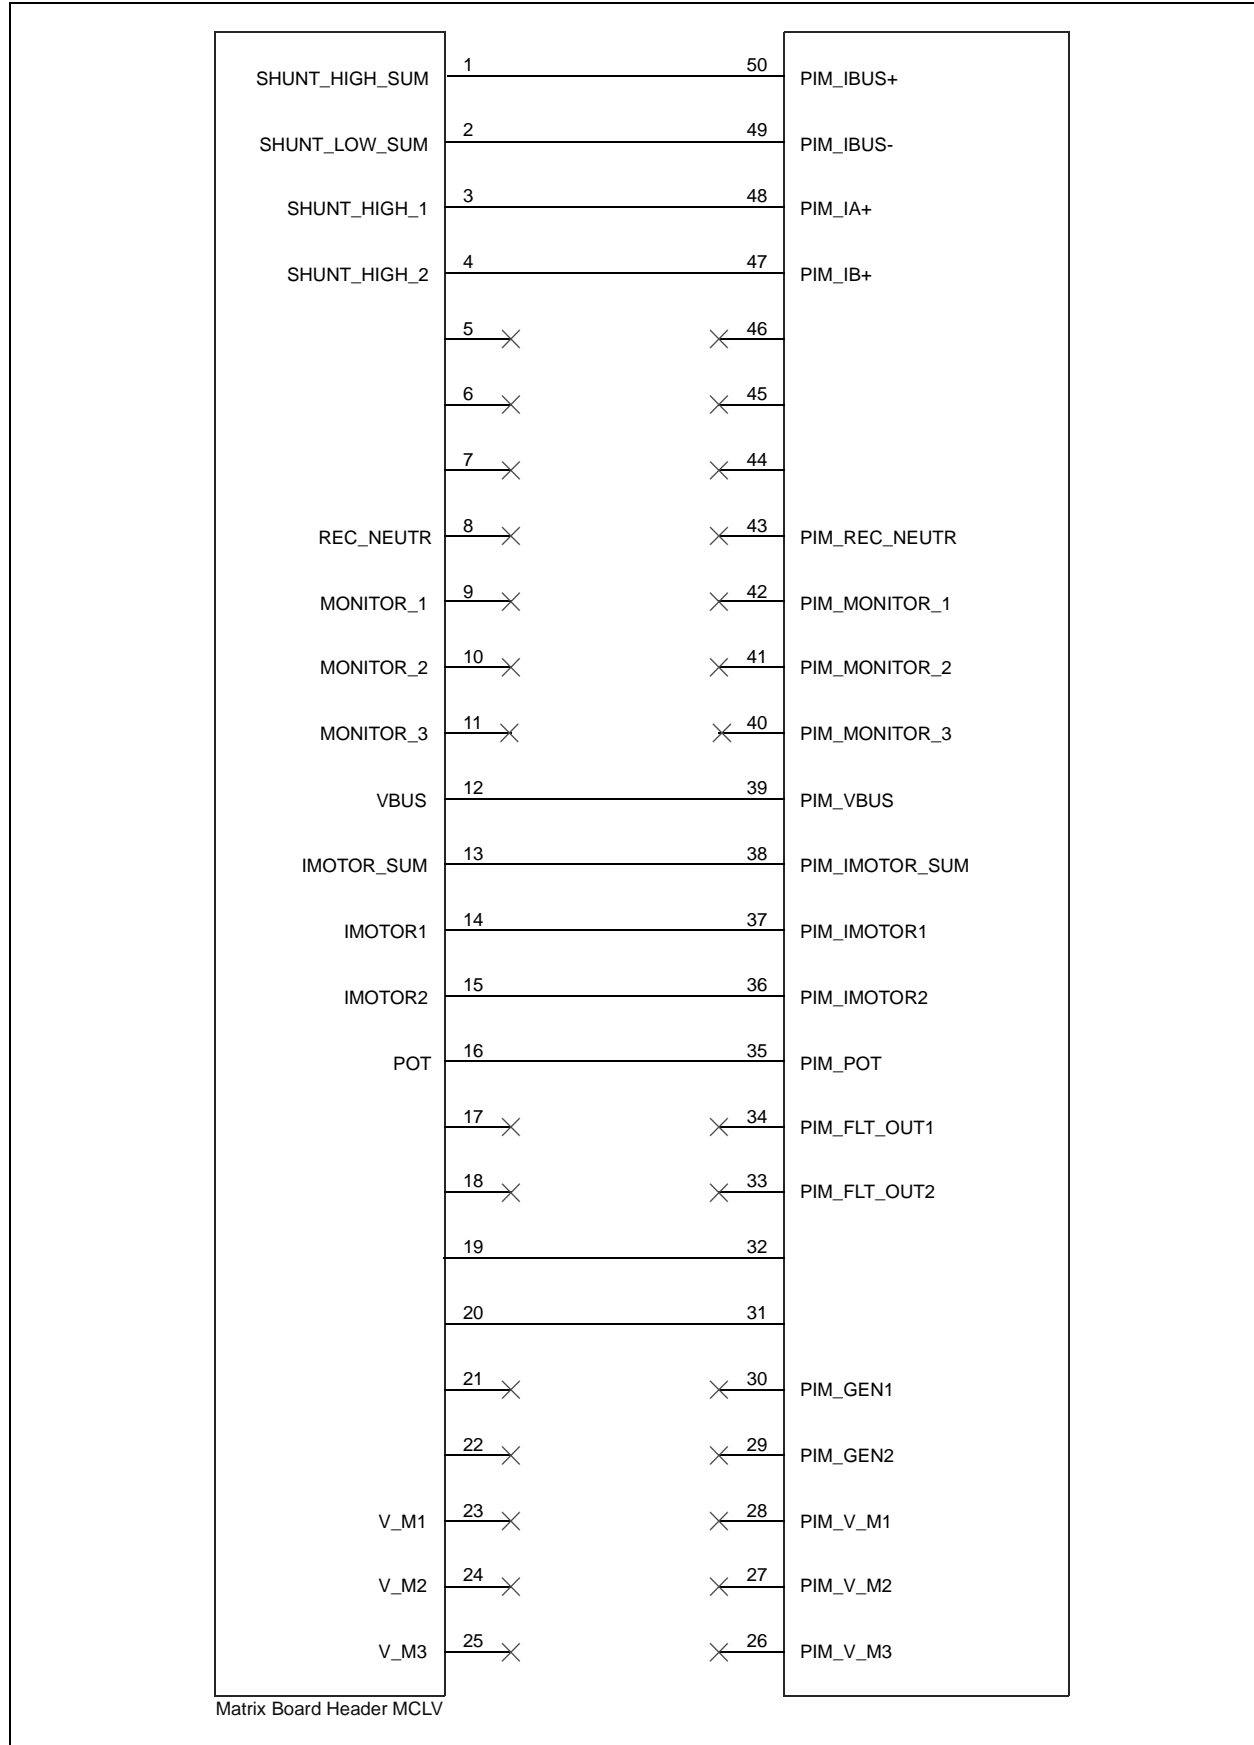 SHUNT_HIGH_SUM 1 50 PIM_IBUS+
SHUNT_LOW_SUM 2 49 PIM_IBUS-
SHUNT_HIGH_1 3 48 PIM_IA+
SHUNT_HIGH_2 4 47 PIM_IB+
5 46
6 45
7 44
REC_NEUTR 8 43 PIM_REC_NEUTR
MONITOR_1 9 42 PIM_MONITOR_1
MONITOR_2 10 41 PIM_MONITOR_2
MONITOR_3 11 40 PIM_MONITOR_3
VBUS 12 39 PIM_VBUS
IMOTOR_SUM 13 38 PIM_IMOTOR_SUM
IMOTOR1 14 37 PIM_IMOTOR1
IMOTOR2 15 36 PIM_IMOTOR2
POT 16 35 PIM_POT
17 34 PIM_FLT_OUT1
18 33 PIM_FLT_OUT2
19 32
20 31
21 30 PIM_GEN1
22 29 PIM_GEN2
V_M1 23 28 PIM_V_M1
V_M2 24 27 PIM_V_M2
V_M3 25 26 PIM_V_M3
Matrix Board Header MCLV